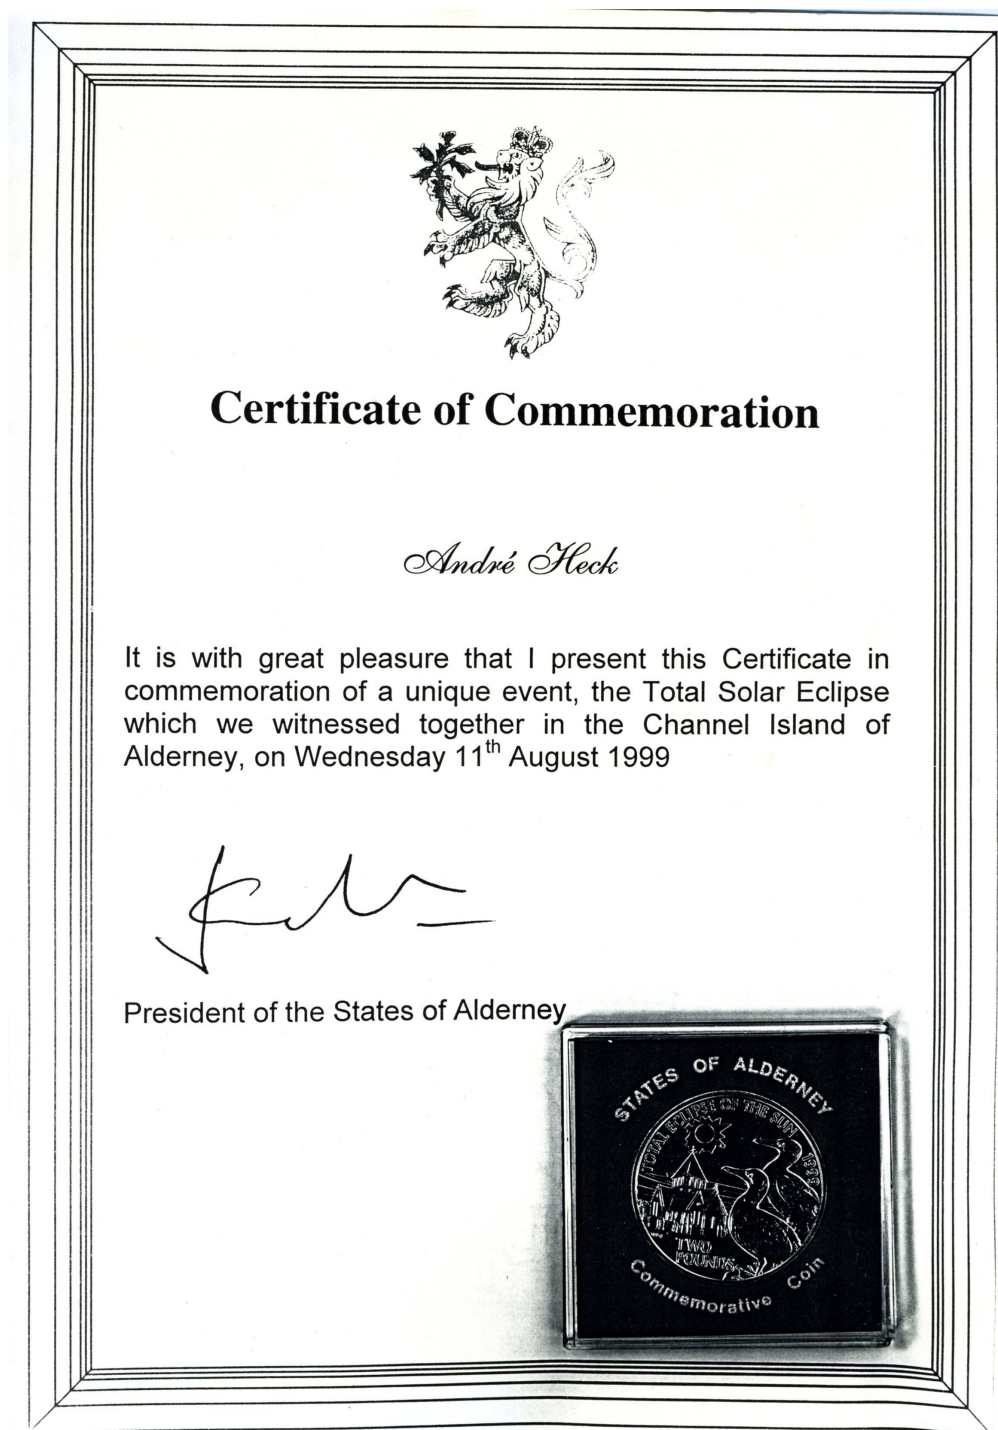 Certificate of Commemoration
André Heck
It is with great pleasure that I present this Certificate in
commemoration of a unique event, the Total Solar Eclipse
which we witnessed together in the Channel Island of
Alderney, on Wednesday 11th August 1999
President of the States of Alderney
STATES OF ALDERNEY
TOTAL ECLIPSE OF THE SUN 1999
TWO
POUNDS
Commemorative Coin